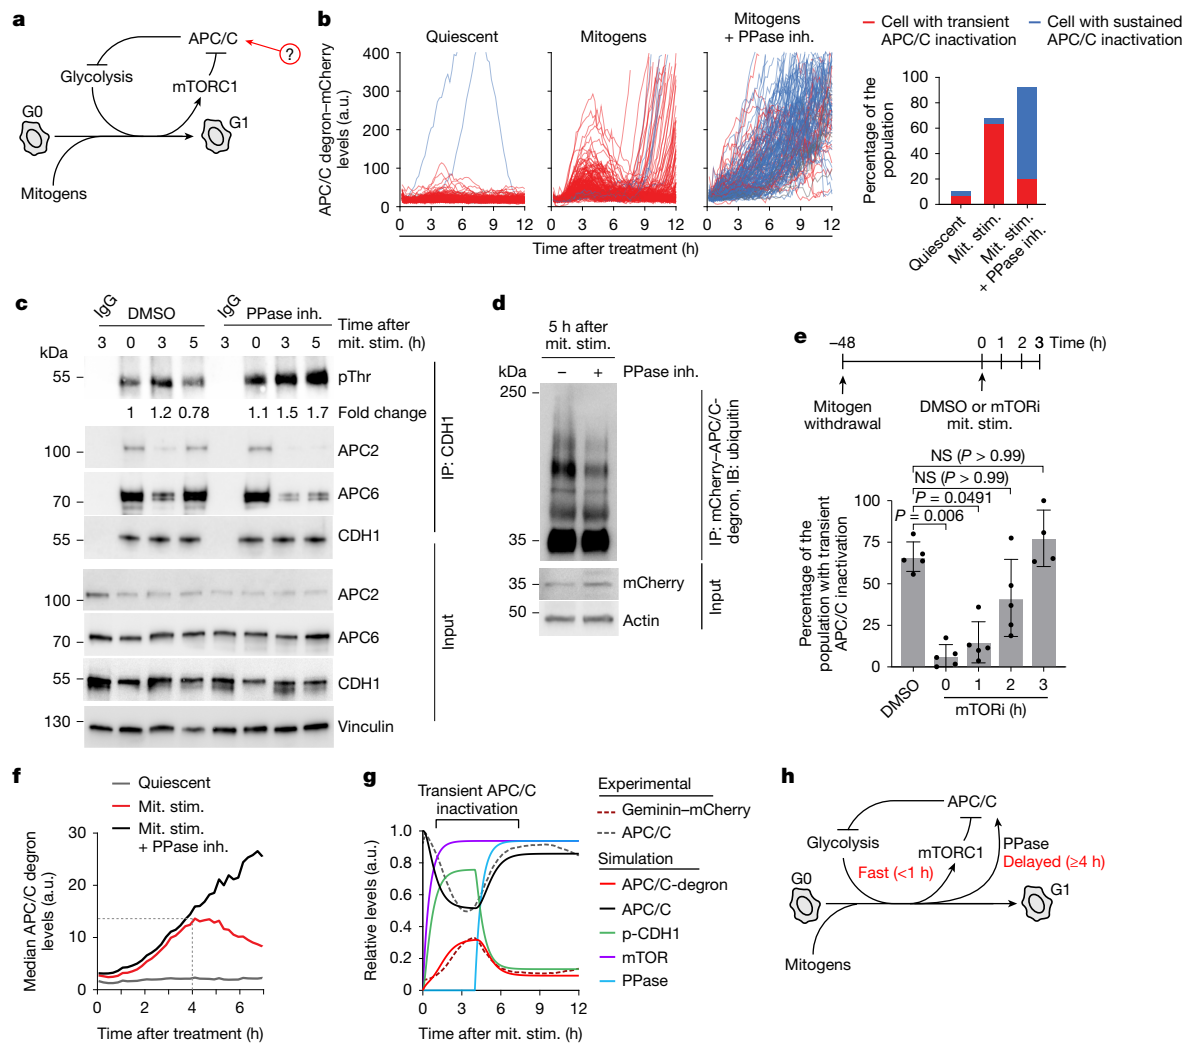 a
APC/C
?
Glycolysis
mTORC1
G0
G1
Mitogens
b
APC/C degron–mCherry
levels (a.u.)
Quiescent
Mitogens
Mitogens
+ PPase inh.
400
300
200
100
0
0 3 6 9 12
0 3 6 9 12
0 3 6 9 12
Time after treatment (h)
Cell with transient
APC/C inactivation
Cell with sustained
APC/C inactivation
Percentage of the
population
100
80
60
40
20
0
Quiescent
Mit. stim.
Mit. stim.
+ PPase inh.
c
IgG
DMSO
IgG
PPase inh.
Time after
mit. stim. (h)
3 0 3 5 3 0 3 5
kDa
55
pThr
1 1.2 0.78 1.1 1.5 1.7 Fold change
100
APC2
70
APC6
55
CDH1
IP: CDH1
100
APC2
70
APC6
55
CDH1
130
Vinculin
Input
d
5 h after
mit. stim.
kDa
– + PPase inh.
250
35
IP: mCherry–APC/C-
degron, IB: ubiquitin
35
mCherry
50
Actin
Input
e
–48 0 1 2 3 Time (h)
Mitogen
withdrawal
DMSO or mTORi
mit. stim.
NS (P > 0.99)
NS (P > 0.99)
P = 0.0491
P = 0.006
Percentage of the
population with transient
APC/C inactivation
100
75
50
25
0
DMSO
0 1 2 3
mTORi (h)
f
Quiescent
Mit. stim.
Mit. stim.
+ PPase inh.
Median APC/C degron
levels (a.u.)
30
20
10
0
0 2 4 6
Time after treatment (h)
g
Transient APC/C
inactivation
Relative levels (a.u.)
1.0
0.8
0.6
0.4
0.2
0
0 3 6 9 12
Time after mit. stim. (h)
Experimental
Geminin–mCherry
APC/C
Simulation
APC/C-degron
APC/C
p-CDH1
mTOR
PPase
h
APC/C
Glycolysis
mTORC1
PPase
Delayed (≥4 h)
Fast (<1 h)
G0
G1
Mitogens